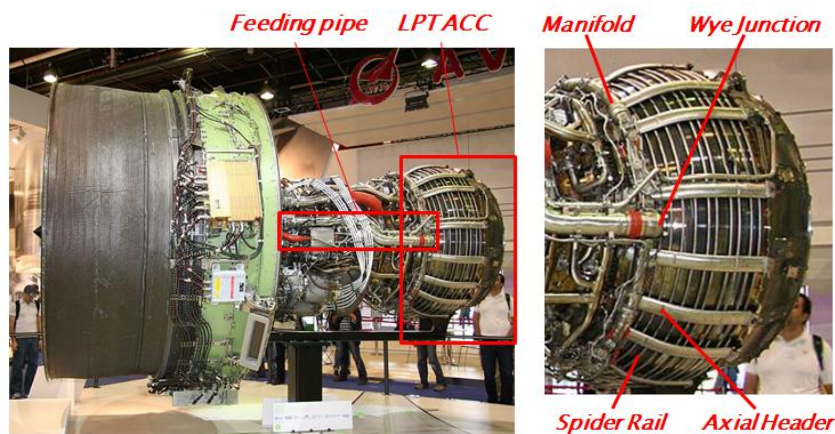 Feeding pipe LPT ACC
Manifold Wye Junction
Spider Rail Axial Header